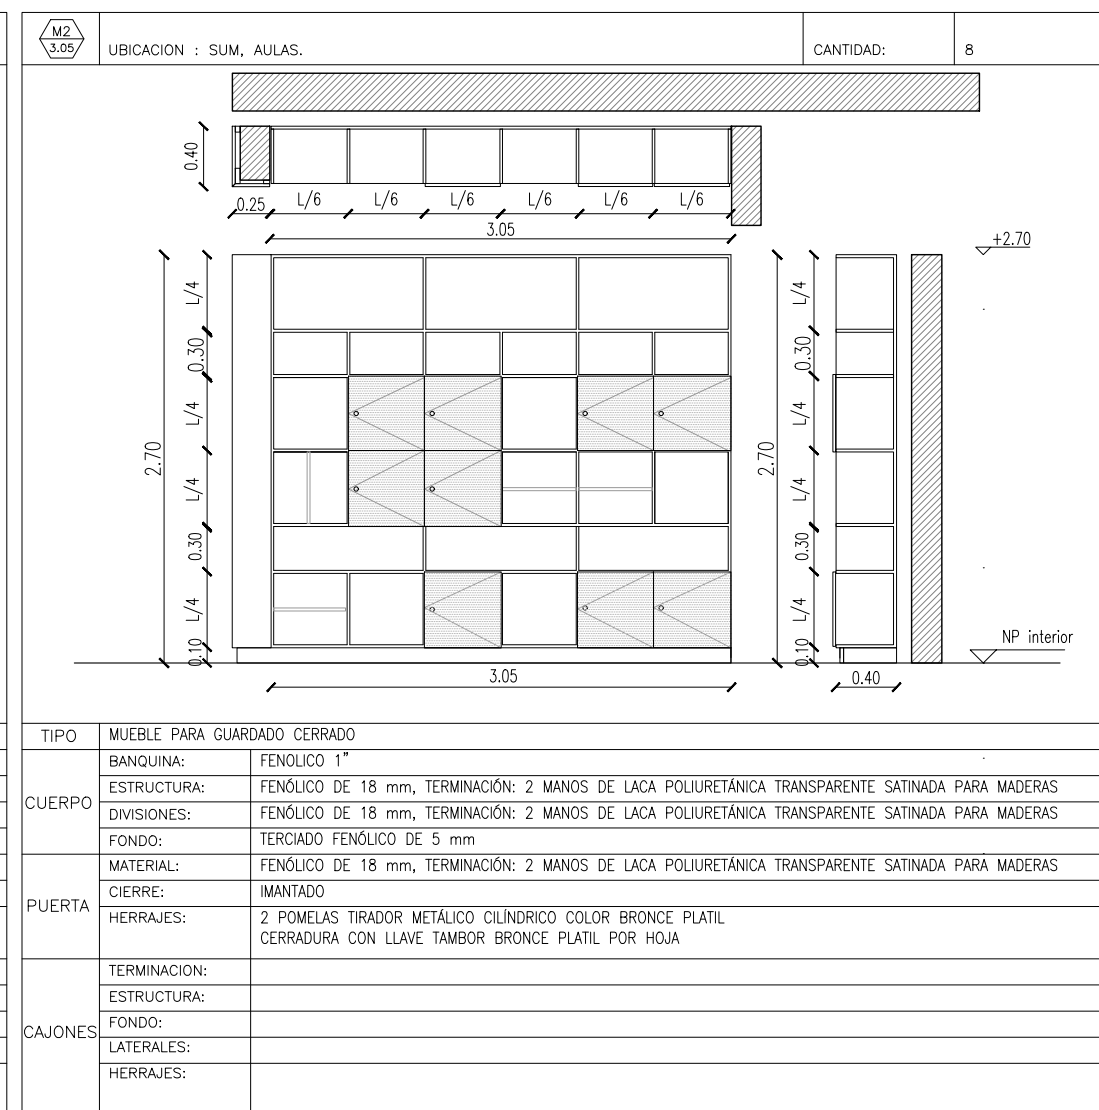 M2
3.05
UBICACION : SUM, AULAS.
CANTIDAD:
8
0.40
0.25
L/6
L/6
L/6
L/6
L/6
L/6
3.05
+2.70
2.70
L/4
0.30
L/4
L/4
0.30
L/4
0.10
2.70
L/4
0.30
L/4
L/4
0.30
L/4
0.10
NP interior
3.05
0.40
TIPO
MUEBLE PARA GUARDADO CERRADO
CUERPO
BANQUINA:
FENOLICO 1”
ESTRUCTURA:
FENÓLICO DE 18 mm, TERMINACIÓN: 2 MANOS DE LACA POLIURETÁNICA TRANSPARENTE SATINADA PARA MADERAS
DIVISIONES:
FENÓLICO DE 18 mm, TERMINACIÓN: 2 MANOS DE LACA POLIURETÁNICA TRANSPARENTE SATINADA PARA MADERAS
FONDO:
TERCIADO FENÓLICO DE 5 mm
PUERTA
MATERIAL:
FENÓLICO DE 18 mm, TERMINACIÓN: 2 MANOS DE LACA POLIURETÁNICA TRANSPARENTE SATINADA PARA MADERAS
CIERRE:
IMANTADO
HERRAJES:
2 POMELAS TIRADOR METÁLICO CILÍNDRICO COLOR BRONCE PLATIL
CERRADURA CON LLAVE TAMBOR BRONCE PLATIL POR HOJA
CAJONES
TERMINACION:
ESTRUCTURA:
FONDO:
LATERALES:
HERRAJES: